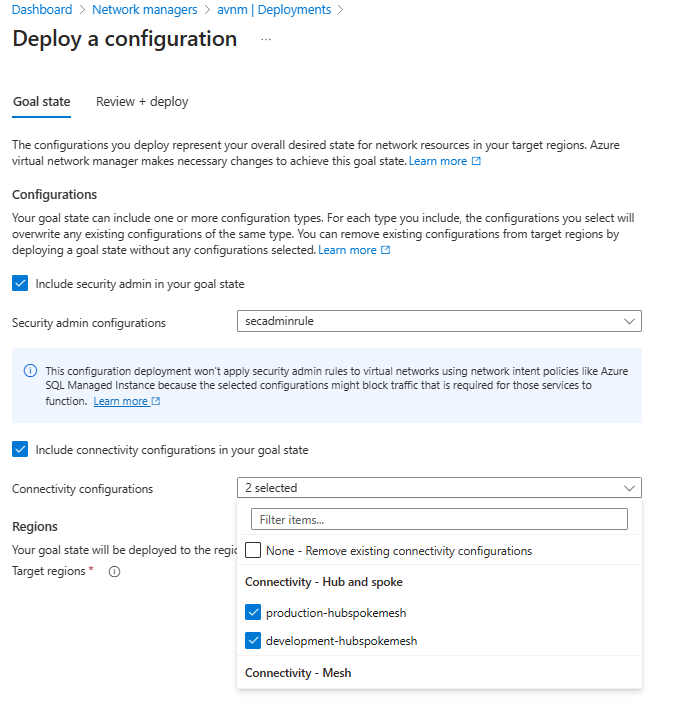 Dashboard > Network managers > avnm | Deployments >
Deploy a configuration ...
Goal state Review + deploy
The configurations you deploy represent your overall desired state for network resources in your target regions. Azure
virtual network manager makes necessary changes to achieve this goal state. Learn more
Configurations
Your goal state can include one or more configuration types. For each type you include, the configurations you select will
overwrite any existing configurations of the same type. You can remove existing configurations from target regions by
deploying a goal state without any configurations selected. Learn more
Include security admin in your goal state
Security admin configurations secadminrule
This configuration deployment won't apply security admin rules to virtual networks using network intent policies like Azure
SQL Managed Instance because the selected configurations might block traffic that is required for those services to
function. Learn more
Include connectivity configurations in your goal state
Connectivity configurations 2 selected
Filter items...
Regions
Your goal state will be deployed to the regic
None - Remove existing connectivity configurations
Target regions *
Connectivity - Hub and spoke
production-hubspokemesh
development-hubspokemesh
Connectivity - Mesh